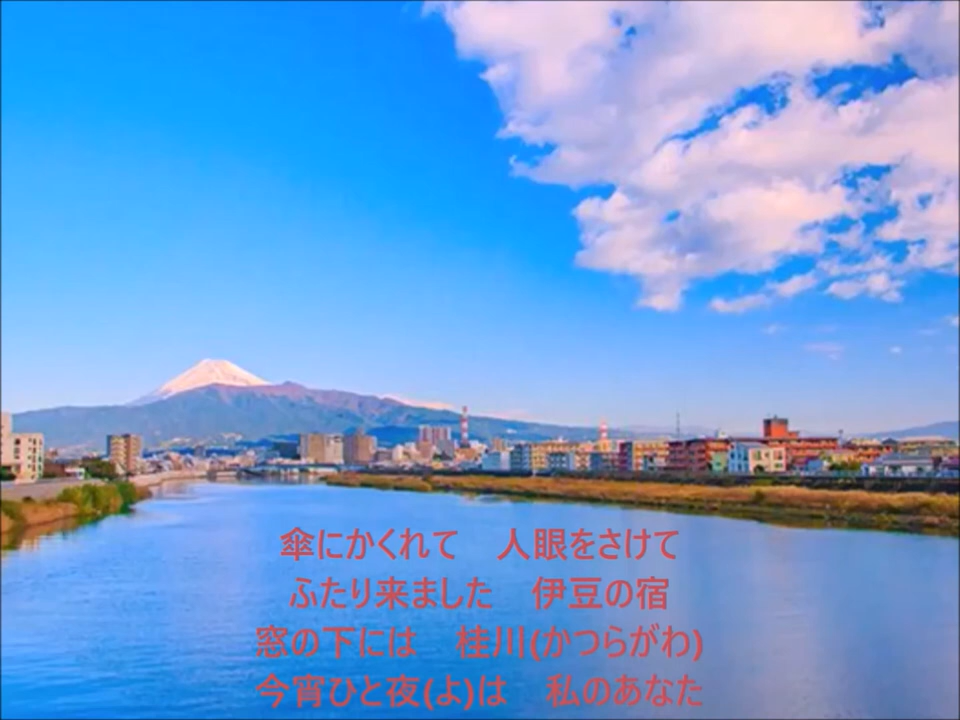 傘にかくれて　人眼をさけて
ふたり来ました　伊豆の宿
窓の下には　桂川(かつらがわ)
今宵ひと夜(よ)は　私のあなた